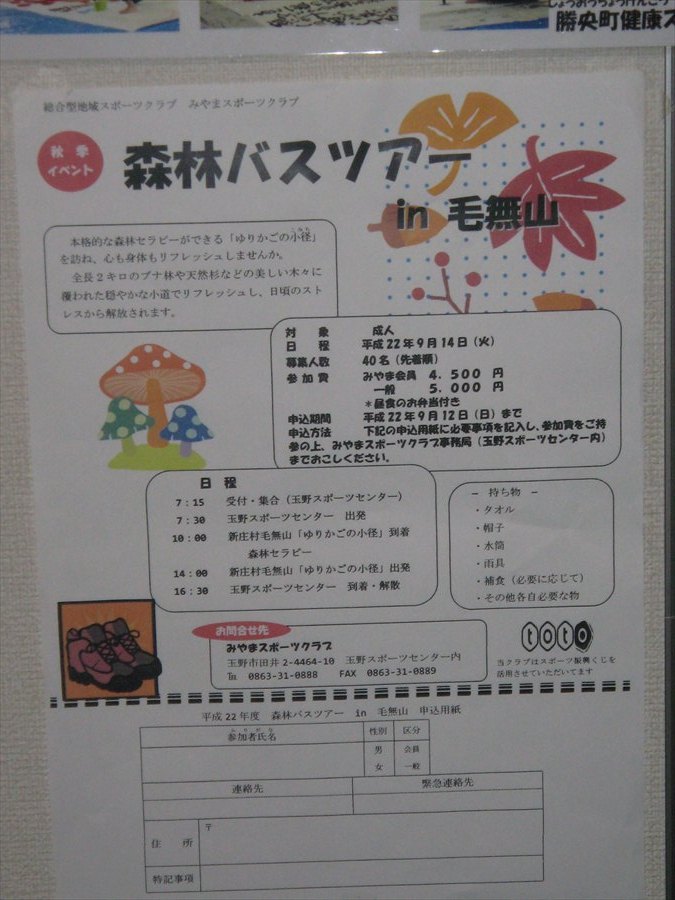 しょうおうちょうけんこう
勝央町健康ス
総合型地域スポーツクラブ　みやまスポーツクラブ
秋季
イベント
森林バスツアー
in 毛無山
本格的な森林セラピーができる「ゆりかごの小径」
を訪ね、心も身体もリフレッシュしませんか。
全長２キロのブナ林や天然杉などの美しい木々に
覆われた穏やかな小道でリフレッシュし、日頃のスト
レスから解放されます。
対　象　成人
日　程　平成22年9月14日（火）
募集人数　40名（先着順）
参加費　みやま会員　４．５００　円
一般　５．０００　円
＊昼食のお弁当付き
申込期間　平成22年9月12日（日）まで
申込方法　下記の申込用紙に必要事項を記入し、参加費をご持
参の上、みやまスポーツクラブ事務局（玉野スポーツセンター内）
までおこしください。
日　程
7：15　受付・集合（玉野スポーツセンター）
7：30　玉野スポーツセンター　出発
10：00　新庄村毛無山「ゆりかごの小径」到着
森林セラピー
14：00　新庄村毛無山「ゆりかごの小径」出発
16：30　玉野スポーツセンター　到着・解散
―　持ち物　―
・タオル
・帽子
・水筒
・雨具
・補食（必要に応じて）
・その他各自必要な物
お問合せ先
みやまスポーツクラブ
玉野市田井2-4464-10　玉野スポーツセンター内
℡　0863-31-0888　FAX　0863-31-0889
toto
当クラブはスポーツ振興くじを
活用させていただいてます
平成22年度　森林バスツアー　in　毛無山　申込用紙
参加者氏名　性別　区分
男　会員
女　一般
連絡先　緊急連絡先
〒
住　所
特記事項